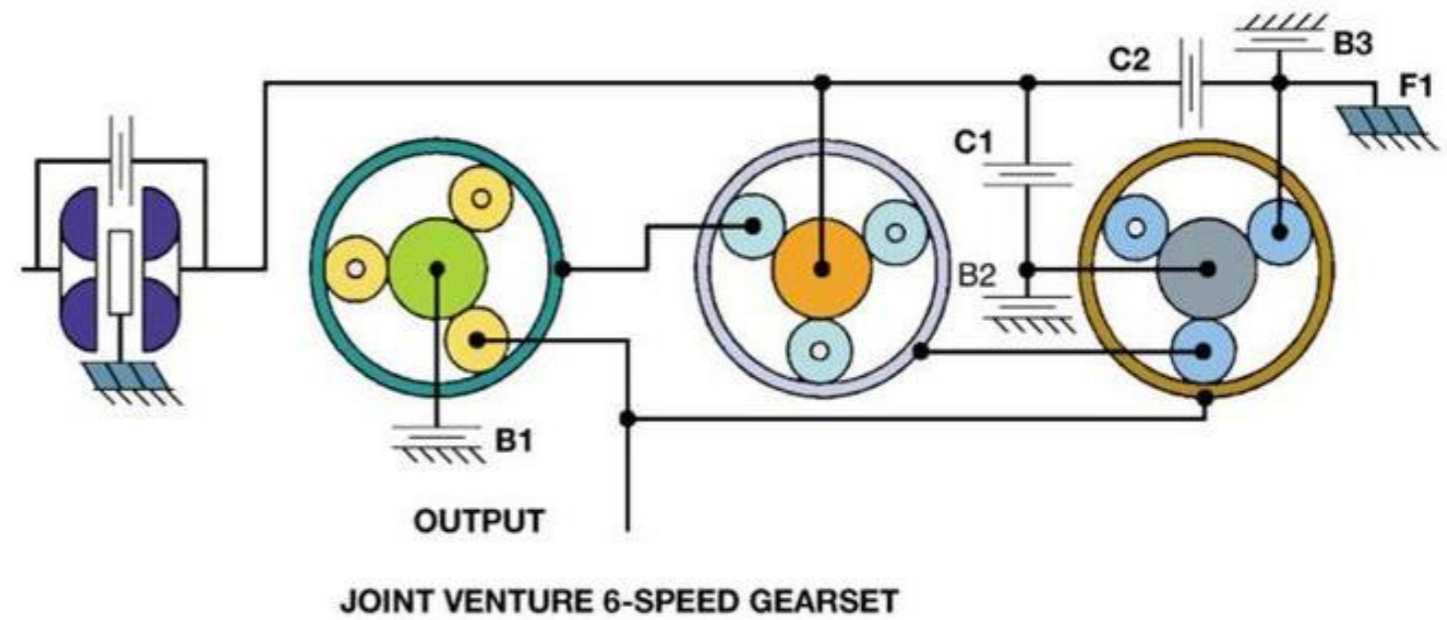 C2
B3
F1
C1
B2
B1
OUTPUT
JOINT VENTURE 6-SPEED GEARSET